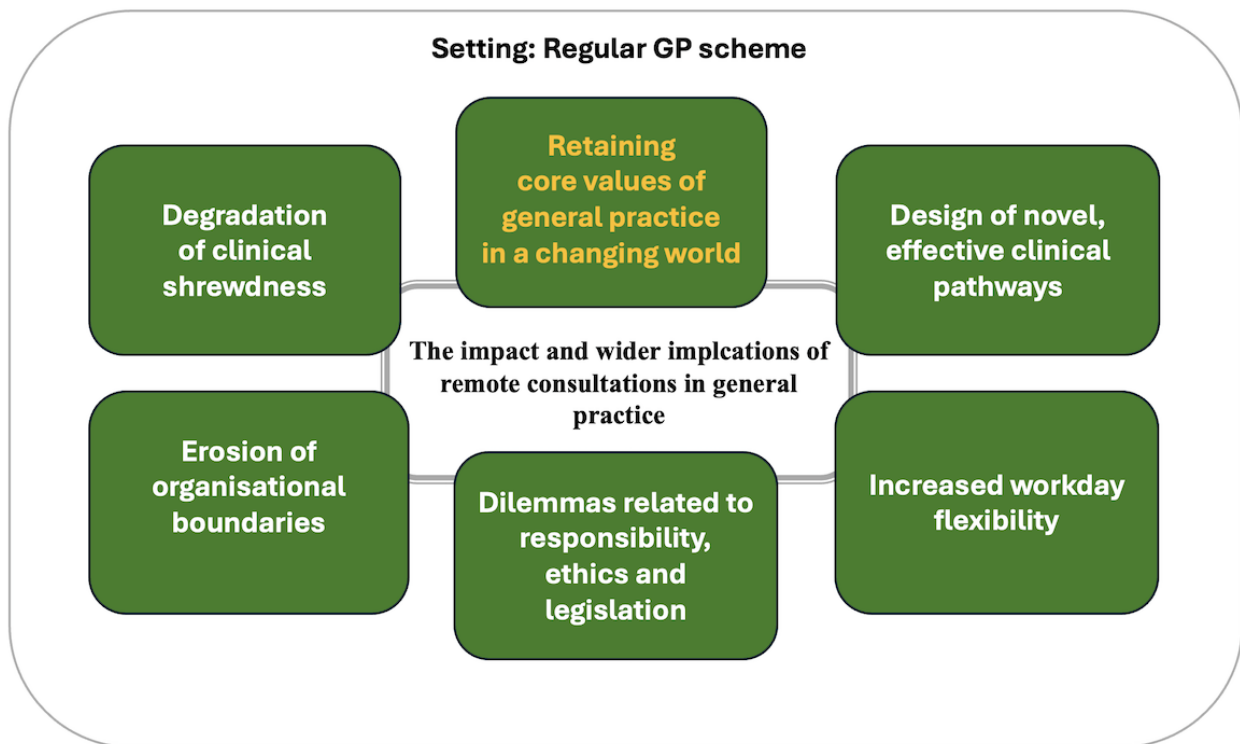 Setting: Regular GP scheme
Retaining
core values of
general practice
in a changing world
Degradation
of clinical
shrewdness
Design of novel,
effective clinical
pathways
The impact and wider implcations of
remote consultations in general
practice
Erosion of
organisational
boundaries
Dilemmas related to
responsibility,
ethics and
legislation
Increased workday
flexibility